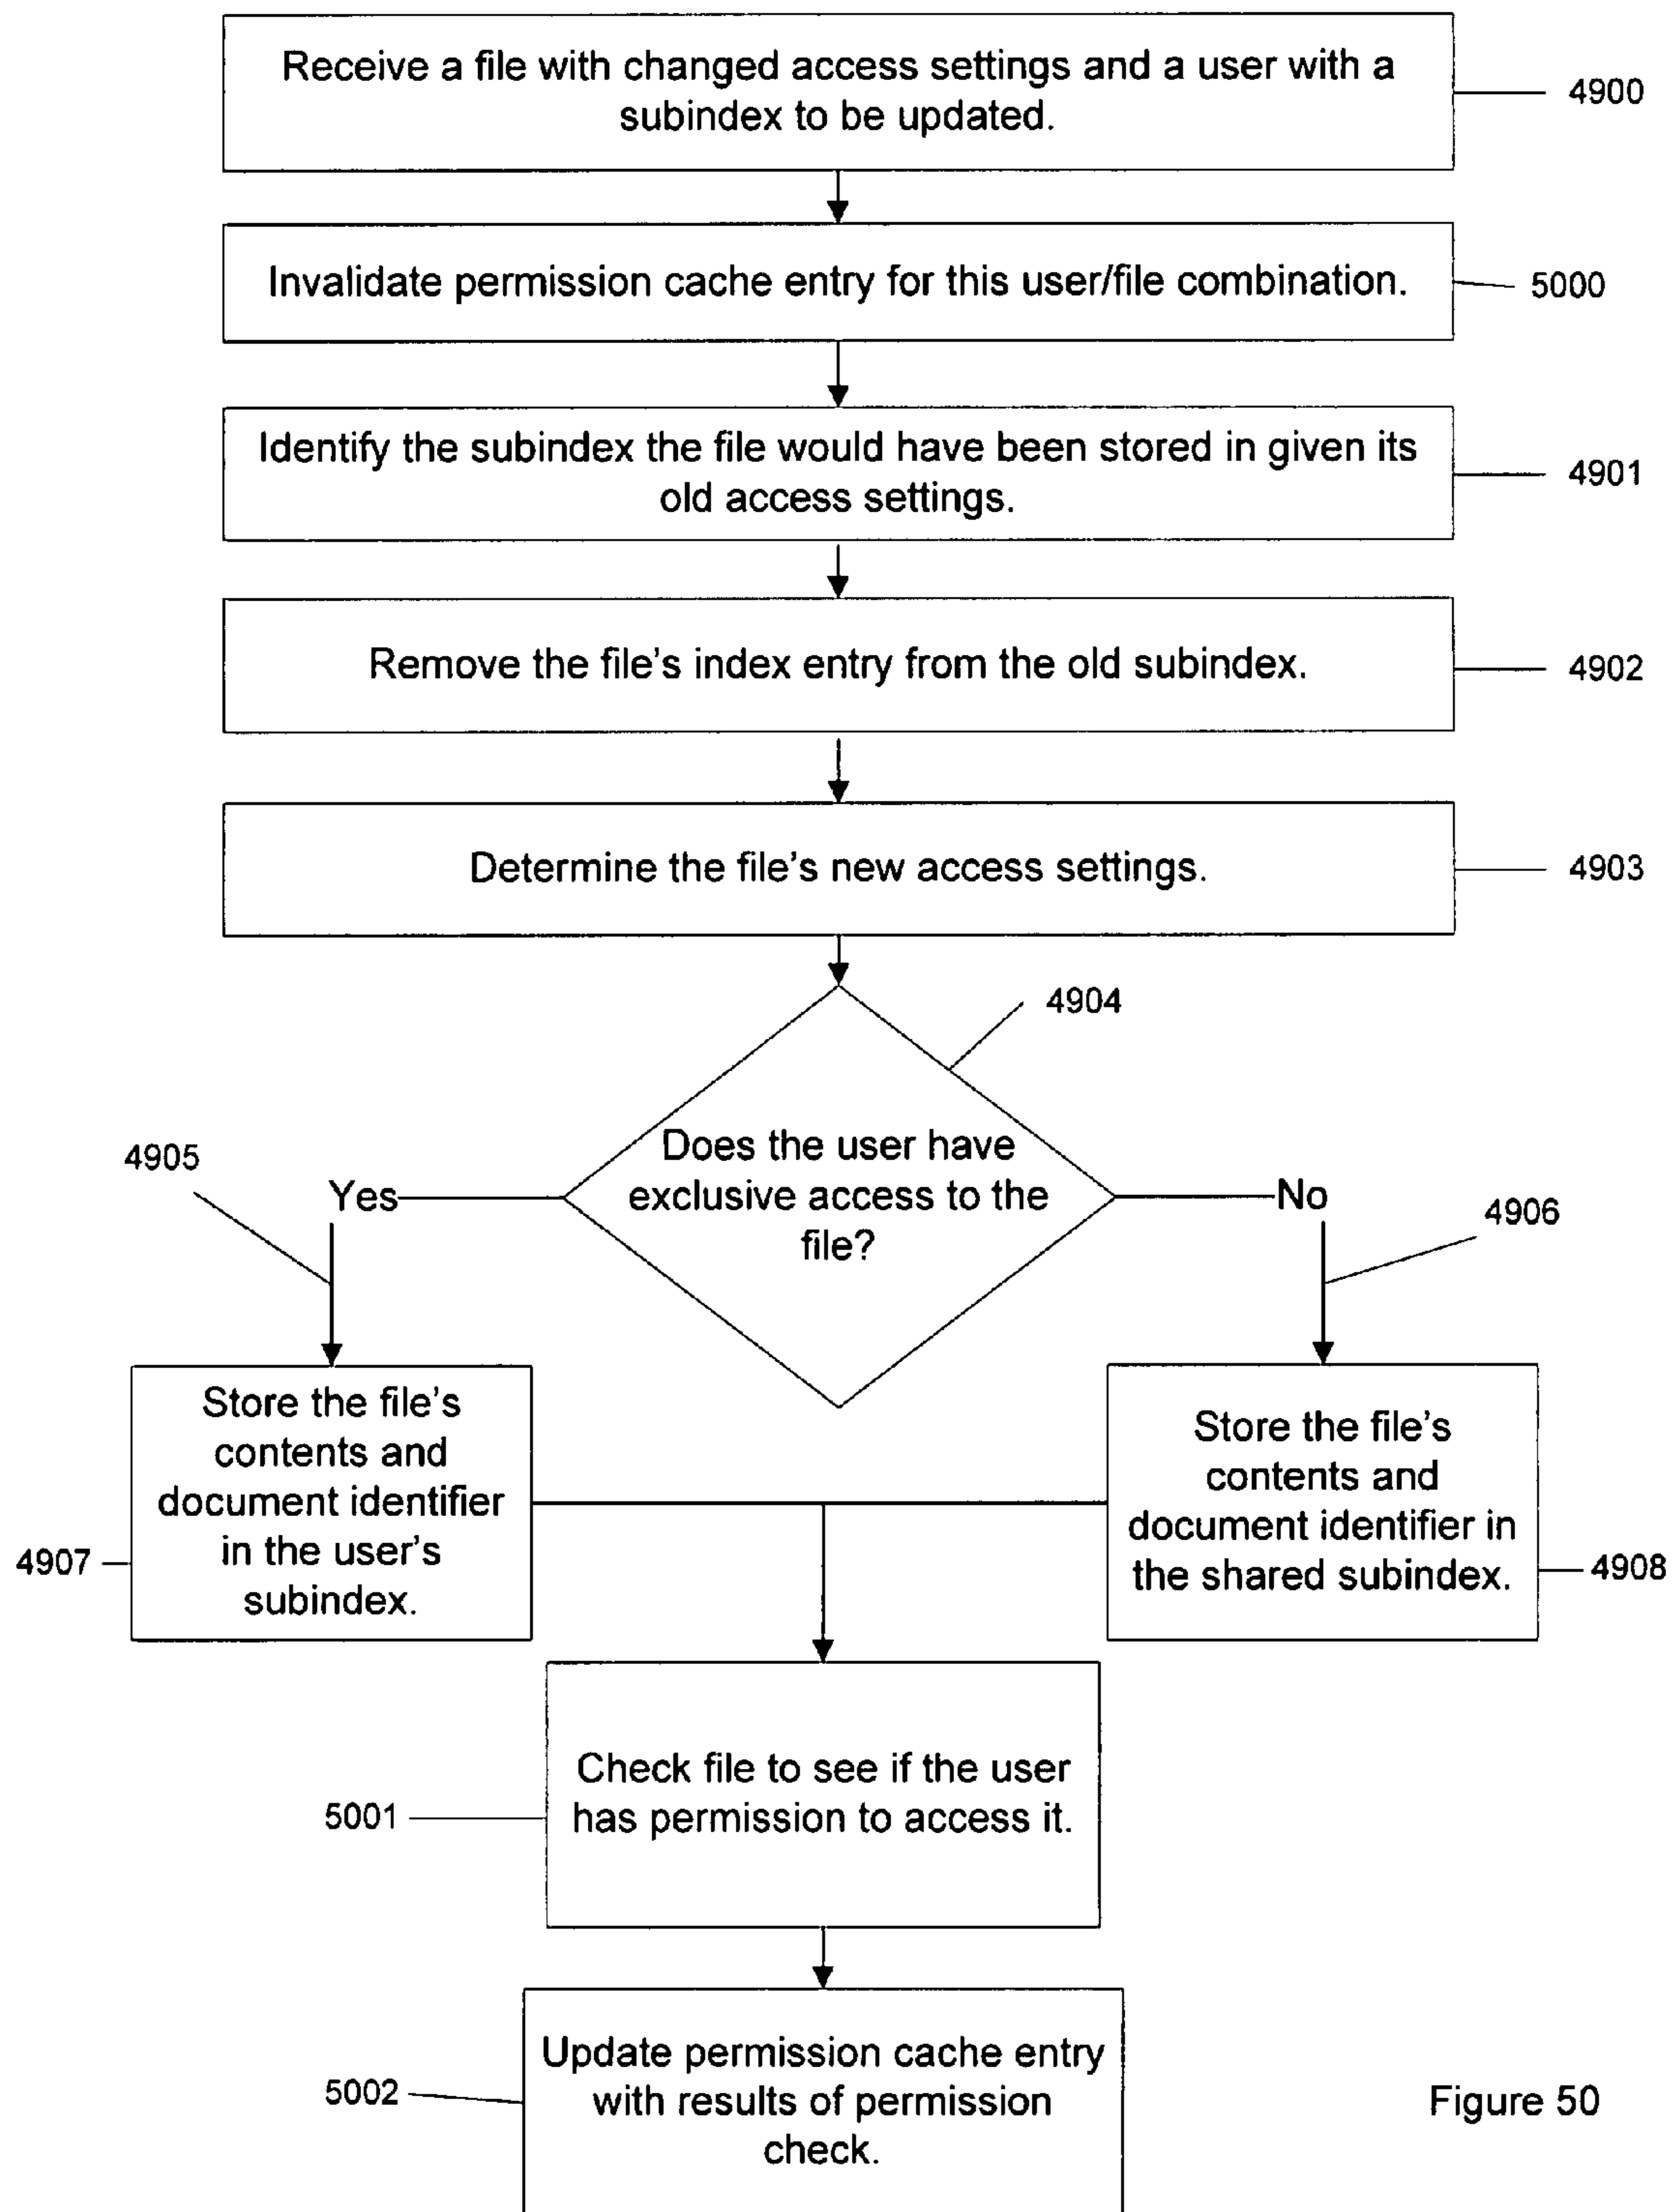 Receive a file with changed access settings and a user with a
subindex to be updated.
4900
Invalidate permission cache entry for this user/file combination.
5000
Identify the subindex the file would have been stored in given its
old access settings.
4901
Remove the file's index entry from the old subindex.
4902
Determine the file's new access settings.
4903
4904
Does the user have
exclusive access to the
file?
4905
Yes
No
4906
Store the file's
contents and
document identifier
in the user's
subindex.
4907
Store the file's
contents and
document identifier in
the shared subindex.
4908
Check file to see if the user
has permission to access it.
5001
Update permission cache entry
with results of permission
check.
5002
Figure 50